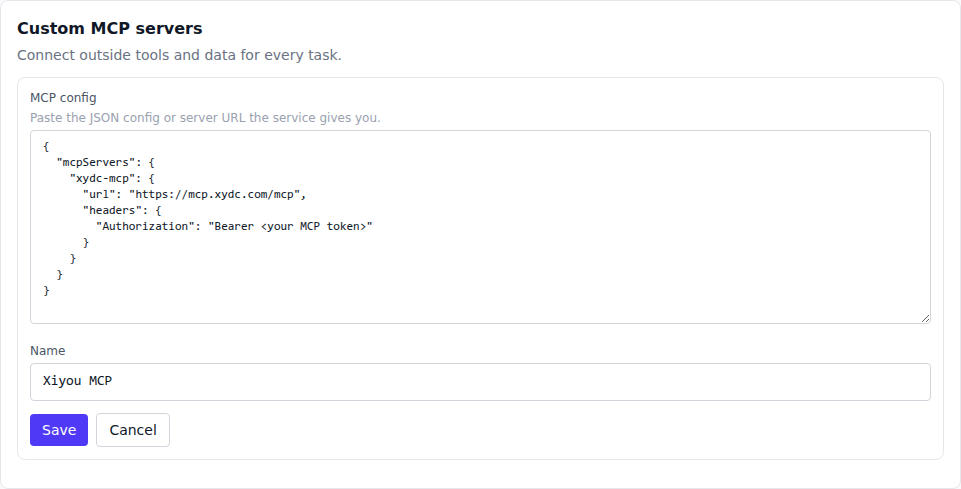 Custom MCP servers
Connect outside tools and data for every task.
MCP config
Paste the JSON config or server URL the service gives you.
{
  "mcpServers": {
    "xydc-mcp": {
      "url": "https://mcp.xydc.com/mcp",
      "headers": {
        "Authorization": "Bearer <your MCP token>"
      }
    }
  }
}
Name
Xiyou MCP
Save
Cancel